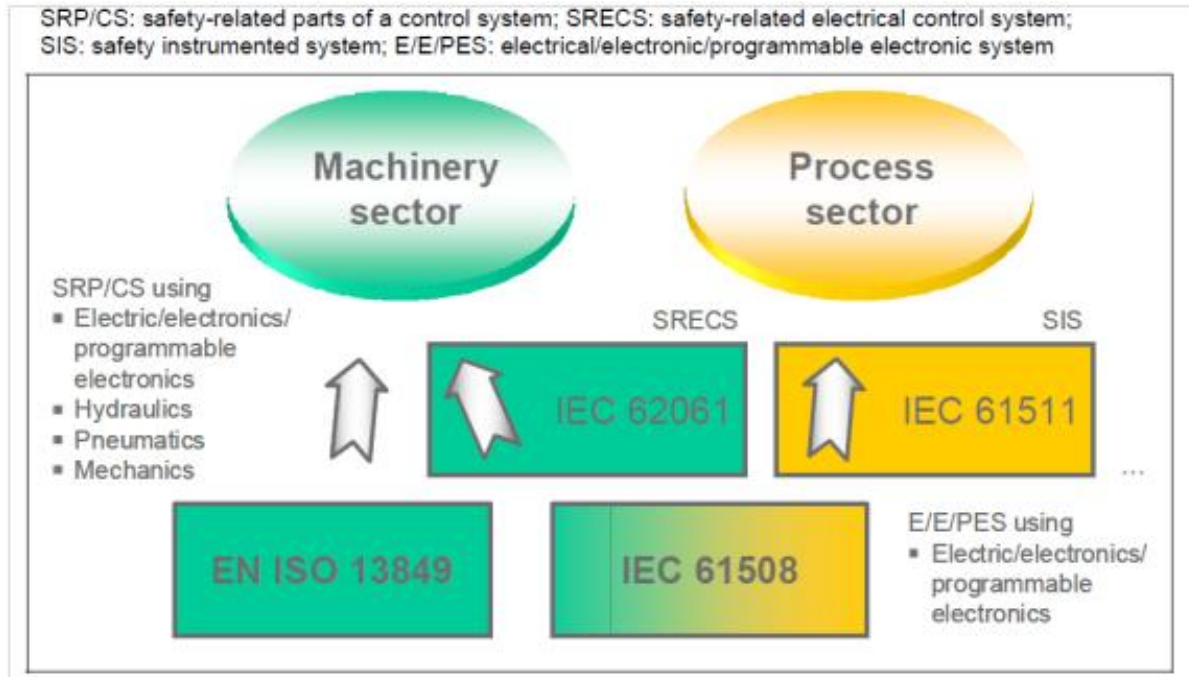 SRP/CS: safety-related parts of a control system; SRECS: safety-related electrical control system;
SIS: safety instrumented system; E/E/PES: electrical/electronic/programmable electronic system
Machinery
sector
Process
sector
SRP/CS using
▪ Electric/electronics/
programmable
electronics
▪ Hydraulics
▪ Pneumatics
▪ Mechanics
SRECS
IEC 62061
SIS
IEC 61511
...
EN ISO 13849
IEC 61508
E/E/PES using
▪ Electric/electronics/
programmable
electronics